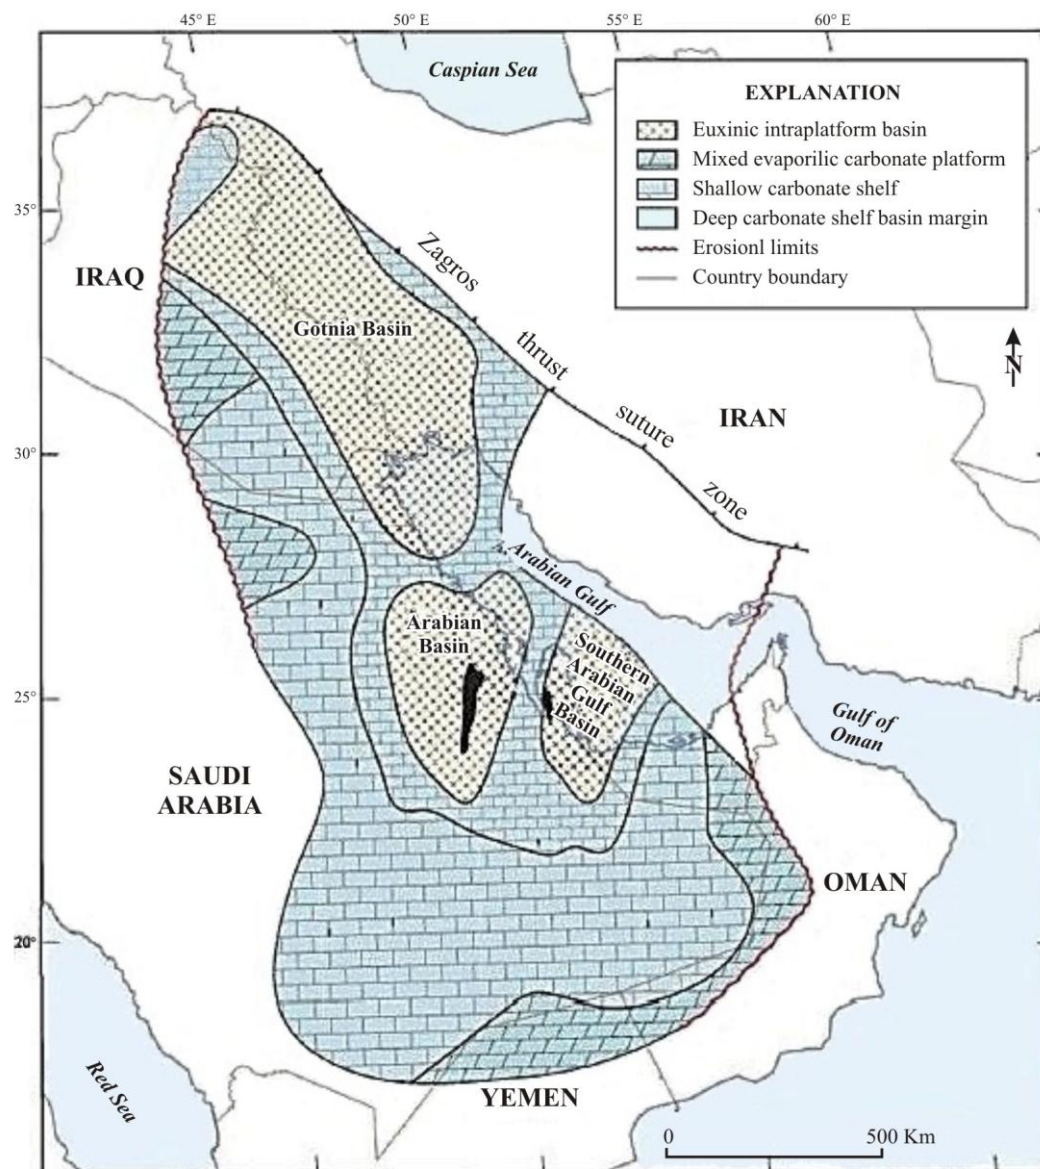 45° E
50° E
55° E
60° E
Caspian Sea
EXPLANATION
Euxinic intraplatform basin
Mixed evaporilic carbonate platform
Shallow carbonate shelf
Deep carbonate shelf basin margin
Erosionl limits
Country boundary
35°
IRAQ
Zagros
thrust
suture
zone
Gotnia Basin
N
IRAN
30°
Arabian Gulf
Arabian
Basin
Southern
Arabian
Gulf
Basin
25°
Gulf of
Oman
SAUDI
ARABIA
OMAN
20°
Red Sea
YEMEN
0
500 Km